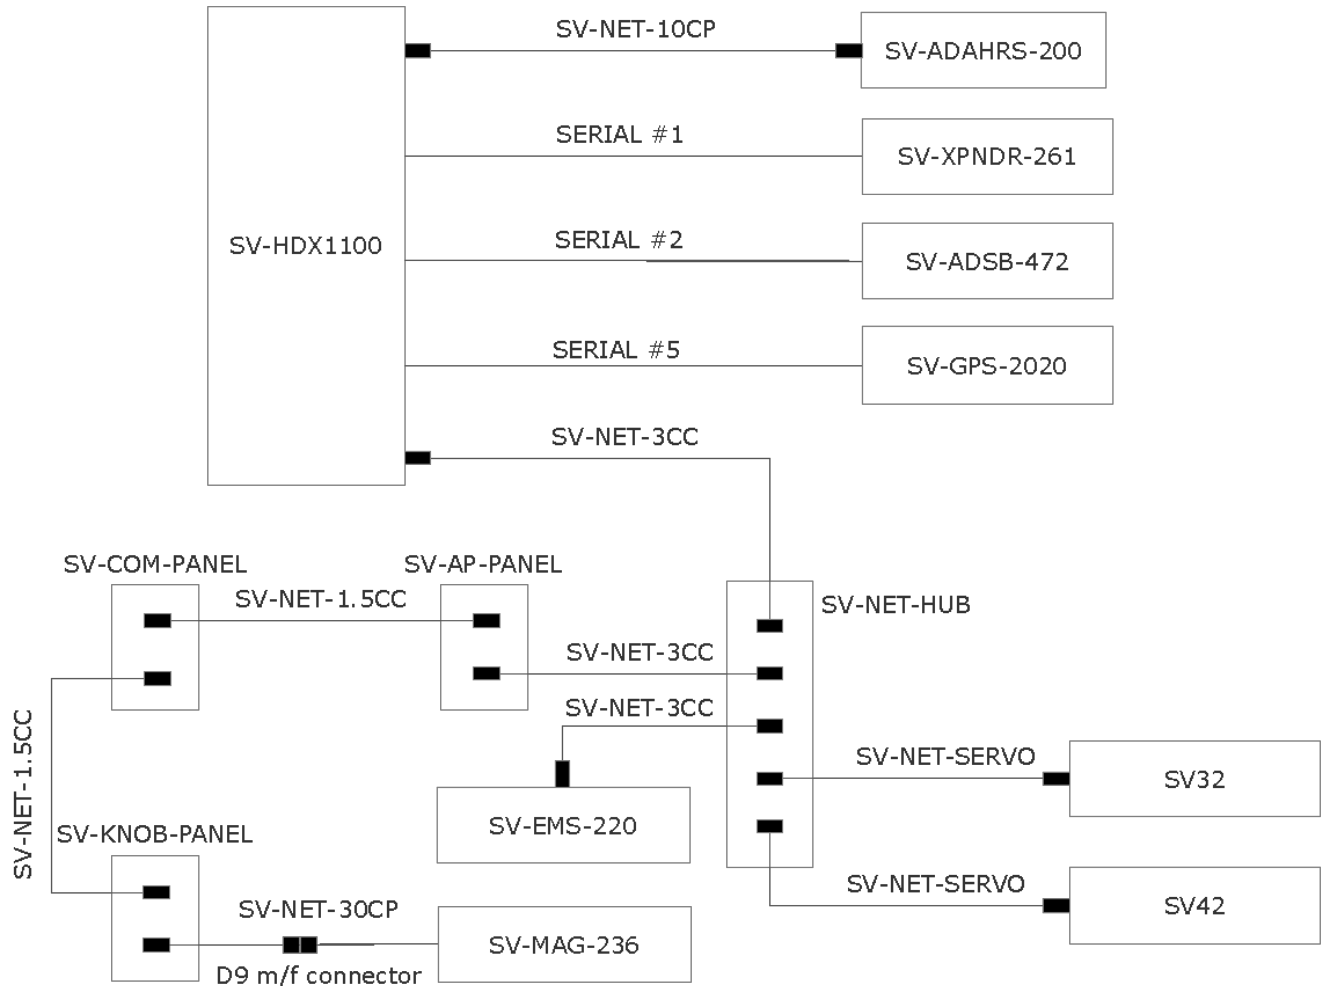 SV-NET-10CP
SV-ADAHRS-200
SERIAL #1
SV-XPNDR-261
SV-HDX1100
SERIAL #2
SV-ADSB-472
SERIAL #5
SV-GPS-2020
SV-NET-3CC
SV-COM-PANEL
SV-AP-PANEL
SV-NET-1.5CC
SV-NET-HUB
SV-NET-3CC
SV-NET-3CC
SV-NET-1.5CC
SV-NET-SERVO
SV32
SV-EMS-220
SV-KNOB-PANEL
SV-NET-SERVO
SV42
SV-NET-30CP
SV-MAG-236
D9 m/f connector